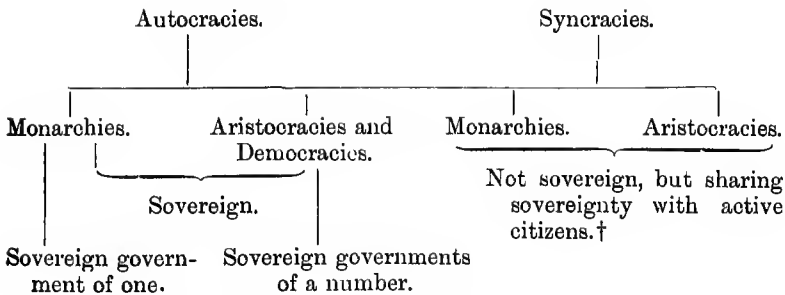 Autocracies. Syncracies.
Monarchies. Aristocracies and Democracies. Monarchies. Aristocracies.
Sovereign. Not sovereign, but sharing sovereignty with active citizens.†
Sovereign govern-
ment of one.
Sovereign governments
of a number.